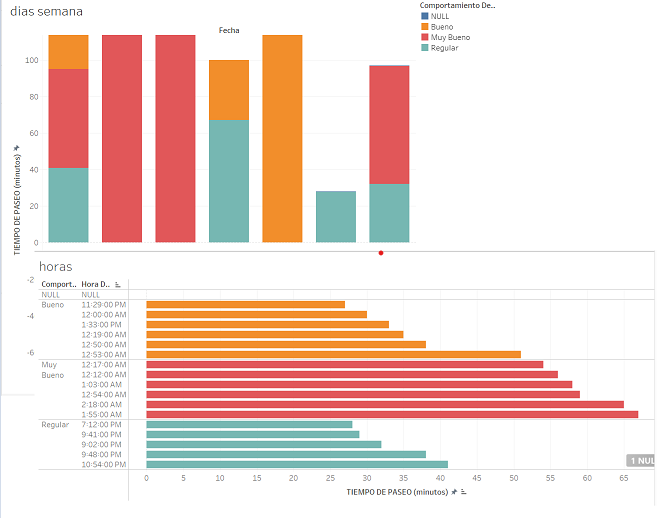 días semana
Comportamiento De...
NULL
Bueno
Muy Bueno
Regular
Fecha
100
80
60
40
20
0
-2
-4
-6
TIEMPO DE PASEO (minutos)
horas
Comport.. Hora D..
NULL NULL
Bueno 11:29:00 PM
12:00:00 AM
1:33:00 PM
12:19:00 AM
12:50:00 AM
12:53:00 AM
Muy Bueno 12:17:00 AM
12:12:00 AM
1:03:00 AM
12:54:00 AM
2:18:00 AM
1:55:00 AM
Regular 7:12:00 PM
9:41:00 PM
9:02:00 PM
9:48:00 PM
10:54:00 PM
1 NUL
0 5 10 15 20 25 30 35 40 45 50 55 60 65
TIEMPO DE PASEO (minutos)